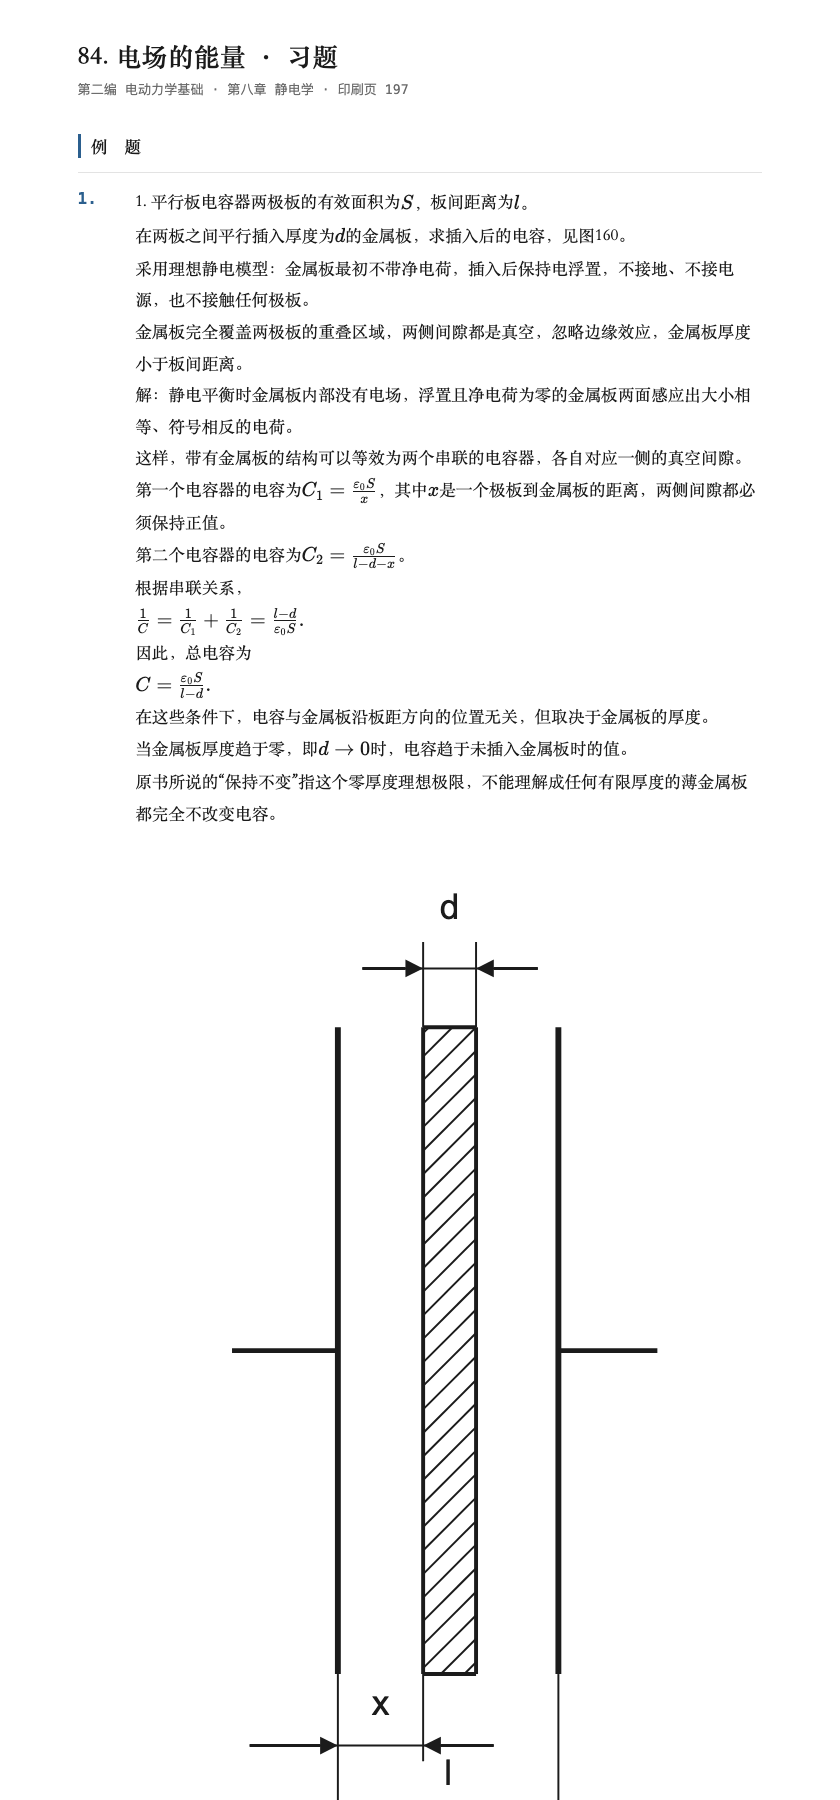 84. 电场的能量 · 习题
第二编 电动力学基础 · 第八章 静电学 · 印刷页 197
例 题
1.
1. 平行板电容器两极板的有效面积为S，板间距离为l。
在两板之间平行插入厚度为d的金属板，求插入后的电容，见图160。
采用理想静电模型：金属板最初不带净电荷，插入后保持电浮置，不接地、不接电
源，也不接触任何极板。
金属板完全覆盖两极板的重叠区域，两侧间隙都是真空，忽略边缘效应，金属板厚度
小于板间距离。
解：静电平衡时金属板内部没有电场，浮置且净电荷为零的金属板两面感应出大小相
等、符号相反的电荷。
这样，带有金属板的结构可以等效为两个串联的电容器，各自对应一侧的真空间隙。
第一个电容器的电容为C₁ = ε₀S/x，其中x是一个极板到金属板的距离，两侧间隙都必
须保持正值。
第二个电容器的电容为C₂ = ε₀S/(l−d−x)。
根据串联关系，
1/C = 1/C₁ + 1/C₂ = (l−d)/(ε₀S).
因此，总电容为
C = ε₀S/(l−d).
在这些条件下，电容与金属板沿板距方向的位置无关，但取决于金属板的厚度。
当金属板厚度趋于零，即d → 0时，电容趋于未插入金属板时的值。
原书所说的“保持不变”指这个零厚度理想极限，不能理解成任何有限厚度的薄金属板
都完全不改变电容。
d
x
l